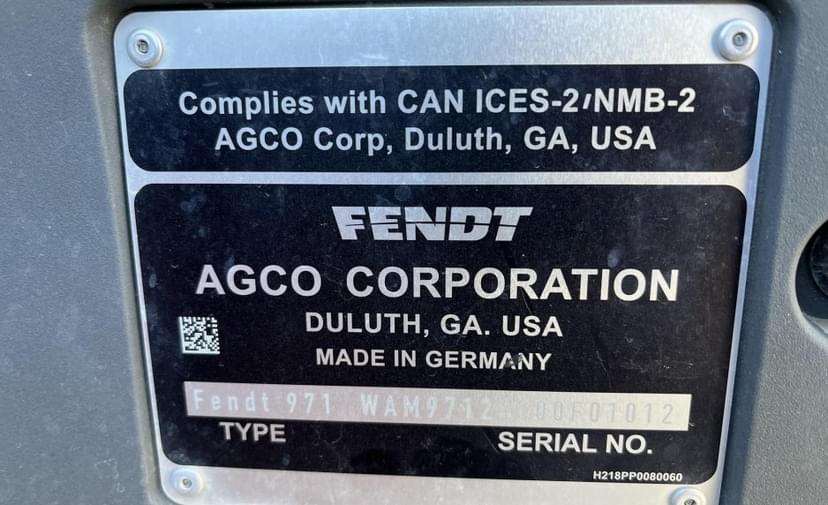 Complies with CAN ICES-2/NMB-2
AGCO Corp, Duluth, GA, USA
FENDT
AGCO CORPORATION
DULUTH, GA. USA
MADE IN GERMANY
Fendt 971
TYPE
SERIAL NO.
H218PP0080060